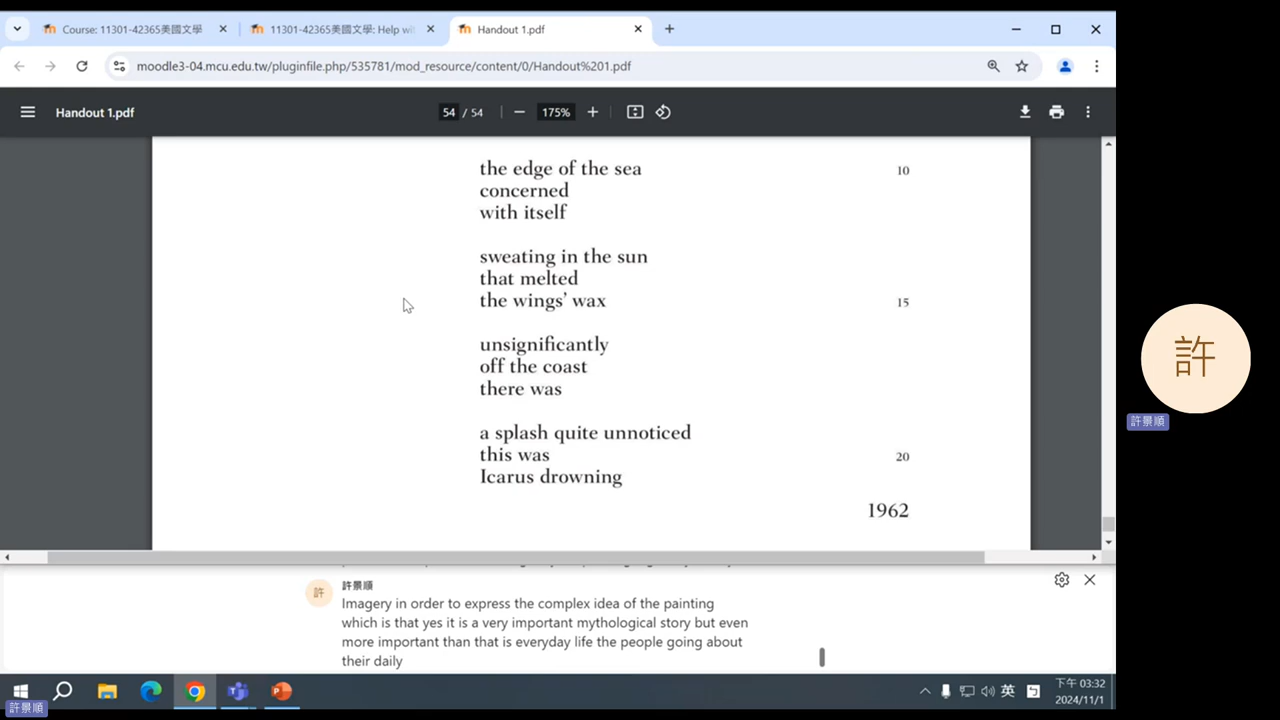 Course: 11301-42365美國文學
11301-42365美國文學: Help wi
Handout 1.pdf
moodle3-04.mcu.edu.tw/pluginfile.php/535781/mod_resource/content/0/Handout%201.pdf
Handout 1.pdf
54 / 54
175%
the edge of the sea 10
concerned
with itself
sweating in the sun
that melted
the wings’ wax 15
unsignificantly
off the coast
there was
a splash quite unnoticed
this was 20
Icarus drowning
1962
許
許景順
許
許景順
Imagery in order to express the complex idea of the painting
which is that yes it is a very important mythological story but even
more important than that is everyday life the people going about
their daily
英
下午 03:32
2024/11/1
許景順